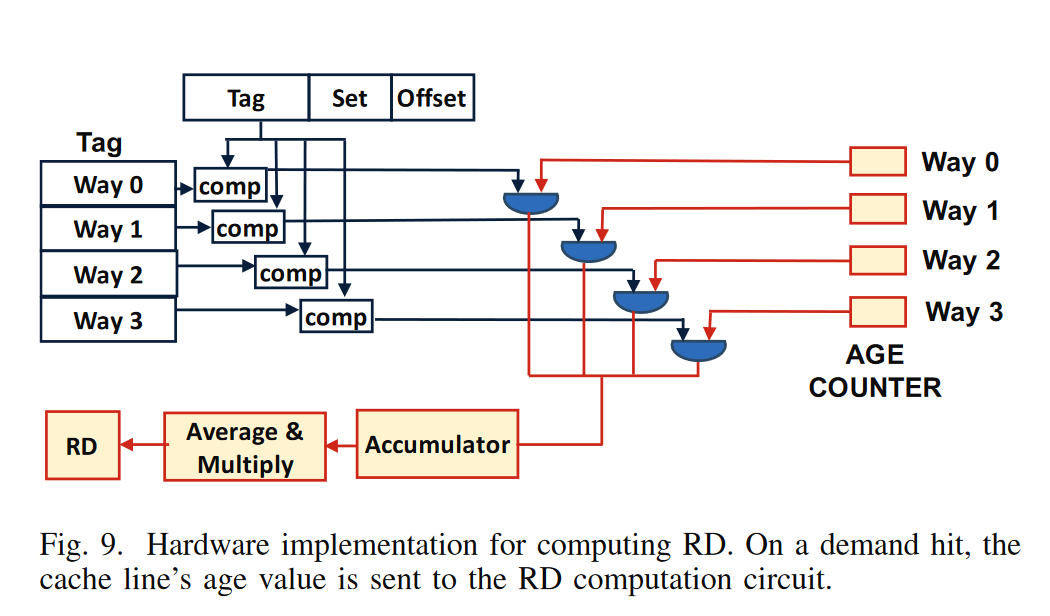 Tag Set Offset
Tag
Way 0
comp
Way 1
comp
Way 2
comp
Way 3
comp
Way 0
Way 1
Way 2
Way 3
AGE
COUNTER
RD
Average &
Multiply
Accumulator
Fig. 9. Hardware implementation for computing RD. On a demand hit, the
cache line's age value is sent to the RD computation circuit.